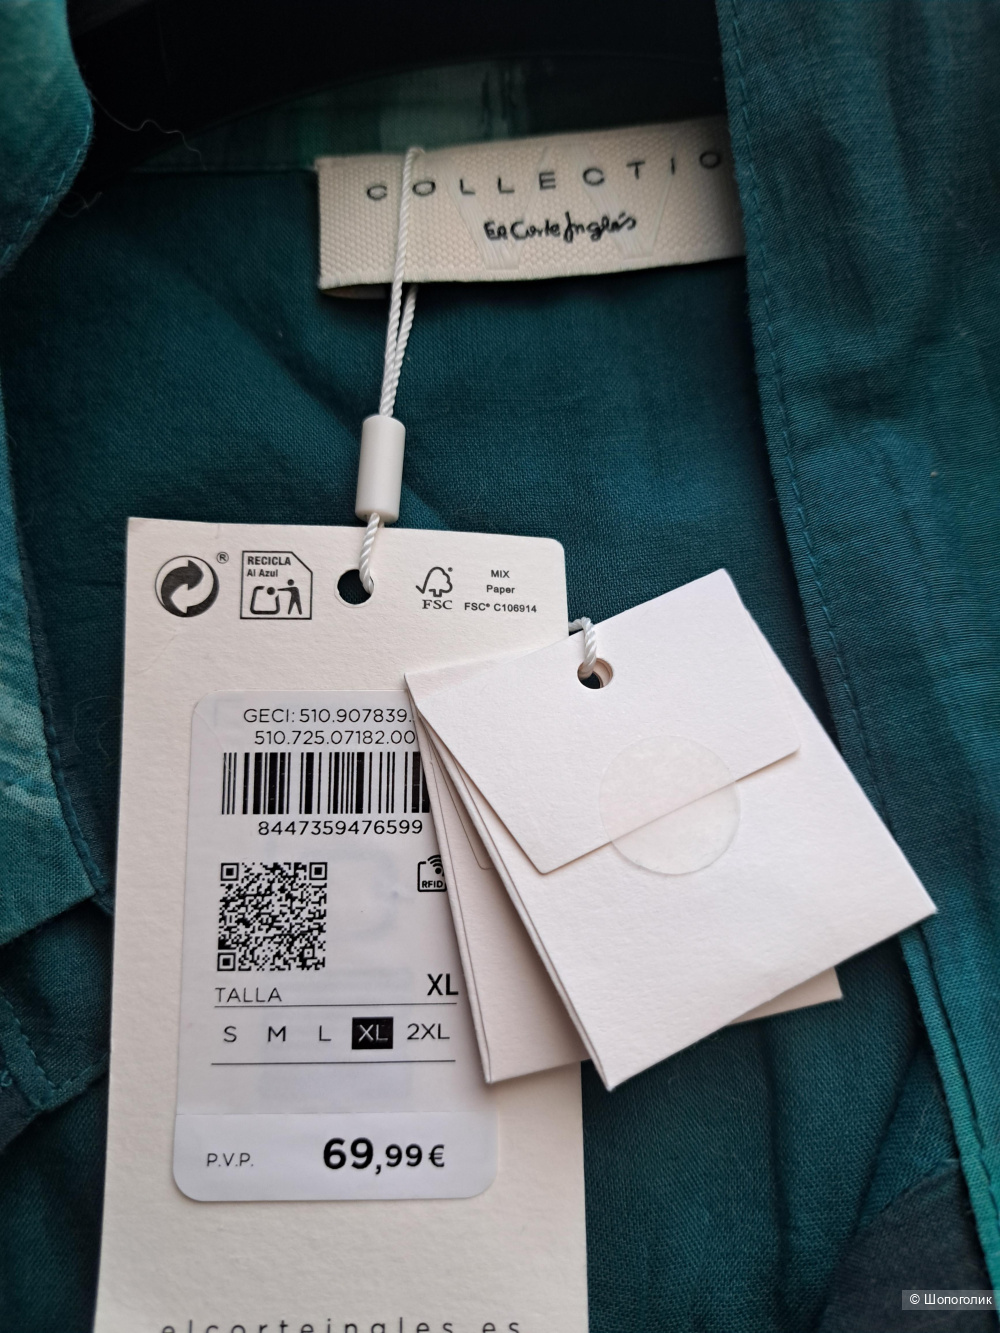 COLLECTIO
El Corte Inglés
RECICLA
Al Azul
FSC
MIX
Paper
FSC® C106914
GECI: 510.907839.
510.725.07182.00
8447359476599
RFID
TALLA XL
S M L XL 2XL
P.V.P. 69,99 €
elcorteingles.es
© Шопоголик